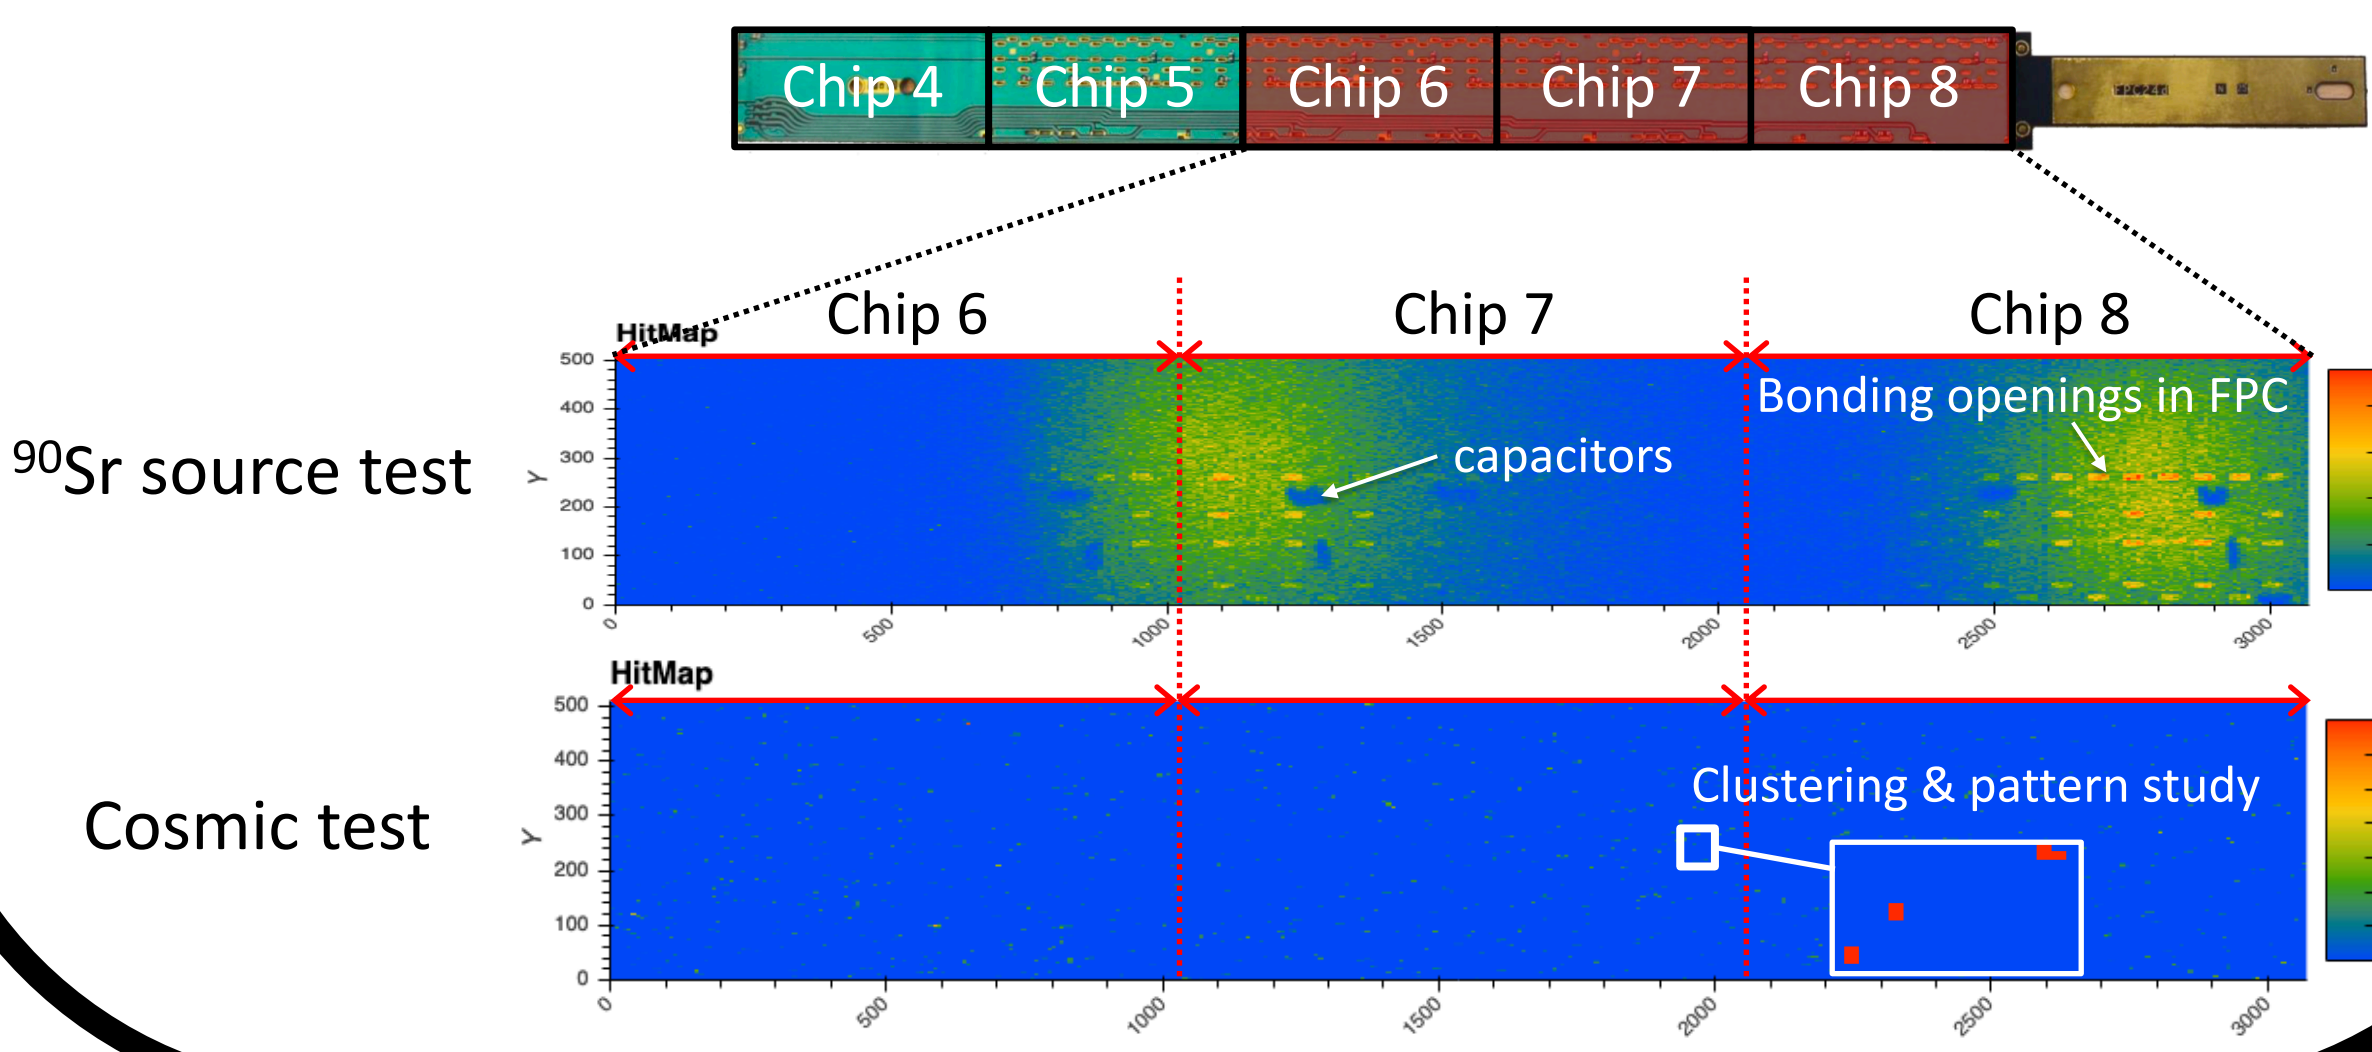 Chip 4 Chip 5 Chip 6 Chip 7 Chip 8
FPC24d
Chip 6 Chip 7 Chip 8
HitMap
500
400
300
200
100
0
Y
Bonding openings in FPC
capacitors
90Sr source test
0 500 1000 1500 2000 2500 3000
HitMap
500
400
300
200
100
0
Y
Clustering & pattern study
Cosmic test
0 500 1000 1500 2000 2500 3000